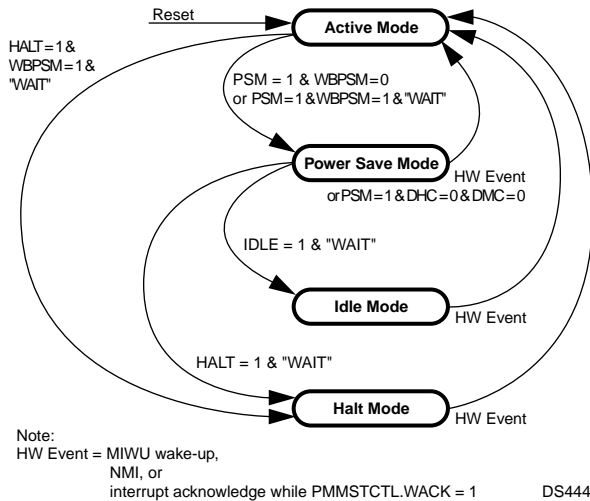 Reset
Active Mode
HALT=1 &
WBPSM=1 &
"WAIT"
PSM = 1 & WBPSM=0
or PSM=1 & WBPSM=1 & "WAIT"
Power Save Mode
HW Event
or PSM=1 & DHC=0 & DMC=0
IDLE = 1 & "WAIT"
Idle Mode
HW Event
HALT = 1 & "WAIT"
Halt Mode
HW Event
Note:
HW Event = MIWU wake-up,
NMI, or
interrupt acknowledge while PMMSTCTL.WACK = 1
DS444